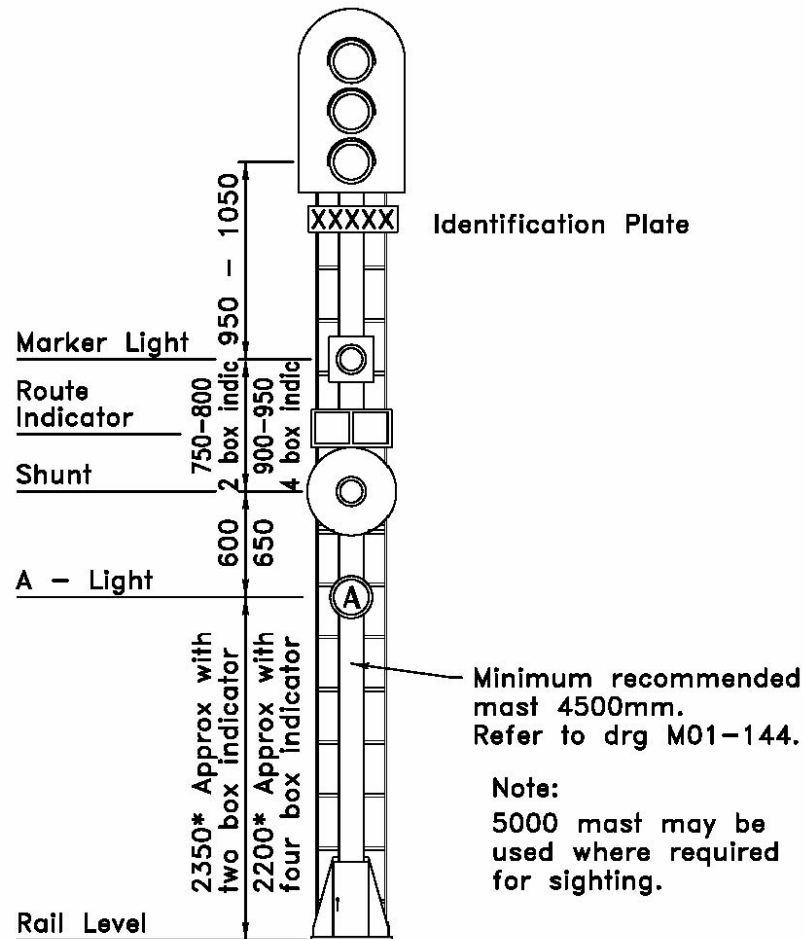 XXXXX
Identification Plate
950 – 1050
Marker Light
Route
Indicator
750–800
2 box indic
900–950
4 box indic
Shunt
600
650
A – Light
A
2350* Approx with
two box indicator
2200* Approx with
four box indicator
Minimum recommended
mast 4500mm.
Refer to drg M01–144.
Note:
5000 mast may be
used where required
for sighting.
Rail Level